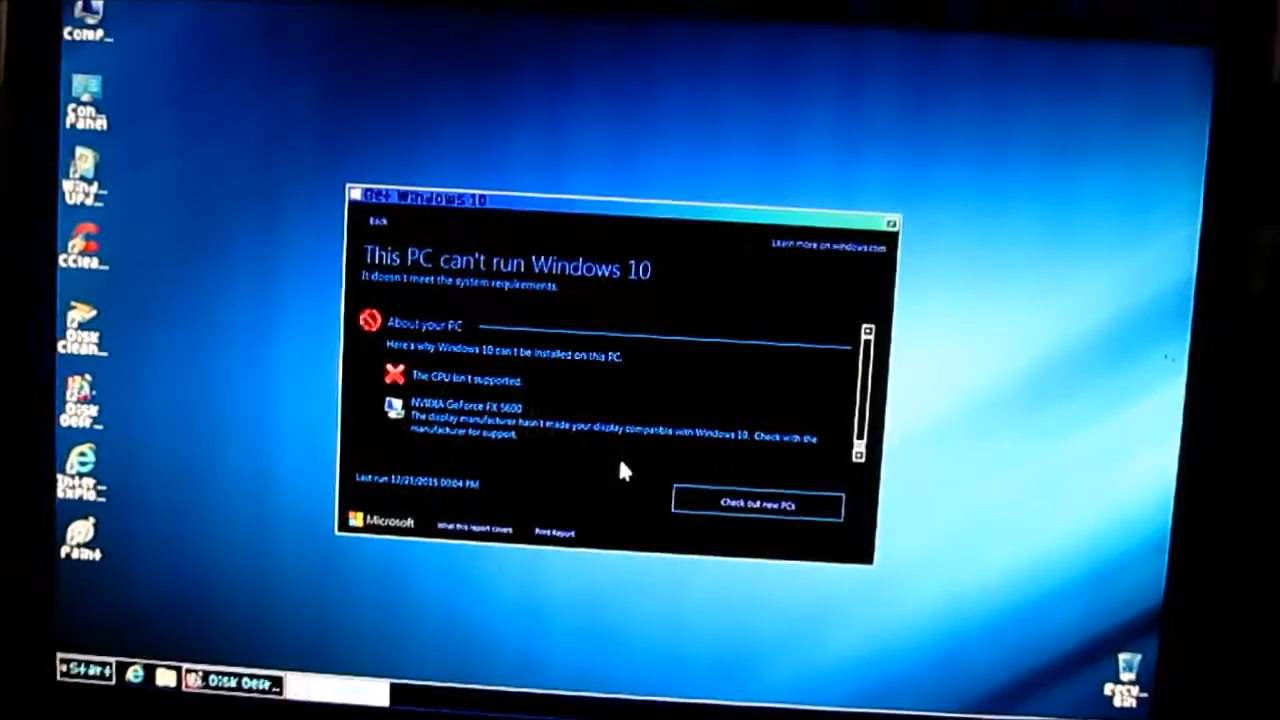 Comp...
Con...
Panel
Wind...
Upd...
CClea...
Disk
Clean...
Disk
Defr...
Inter...
Explo...
Paint
Get Windows 10
Back
Learn more on windows.com
This PC can't run Windows 10
It doesn't meet the system requirements.
About your PC
Here's why Windows 10 can't be installed on this PC.
The CPU isn't supported.
NVIDIA GeForce FX 5600
The display manufacturer hasn't made your display compatible with Windows 10. Check with the
manufacturer for support.
Last run 12/21/2015 00:04 PM
Check out new PCs
Microsoft
What this report covers
Print Report
Start
Disk Defr...
Recy...
Bin